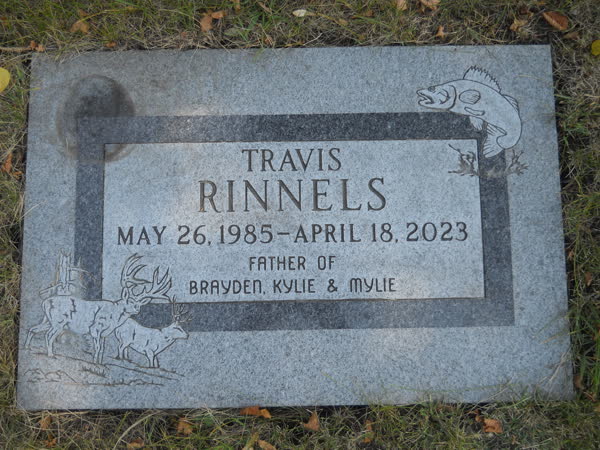 TRAVIS
RINNELS
MAY 26, 1985 – APRIL 18, 2023
FATHER OF
BRAYDEN, KYLIE & MYLIE